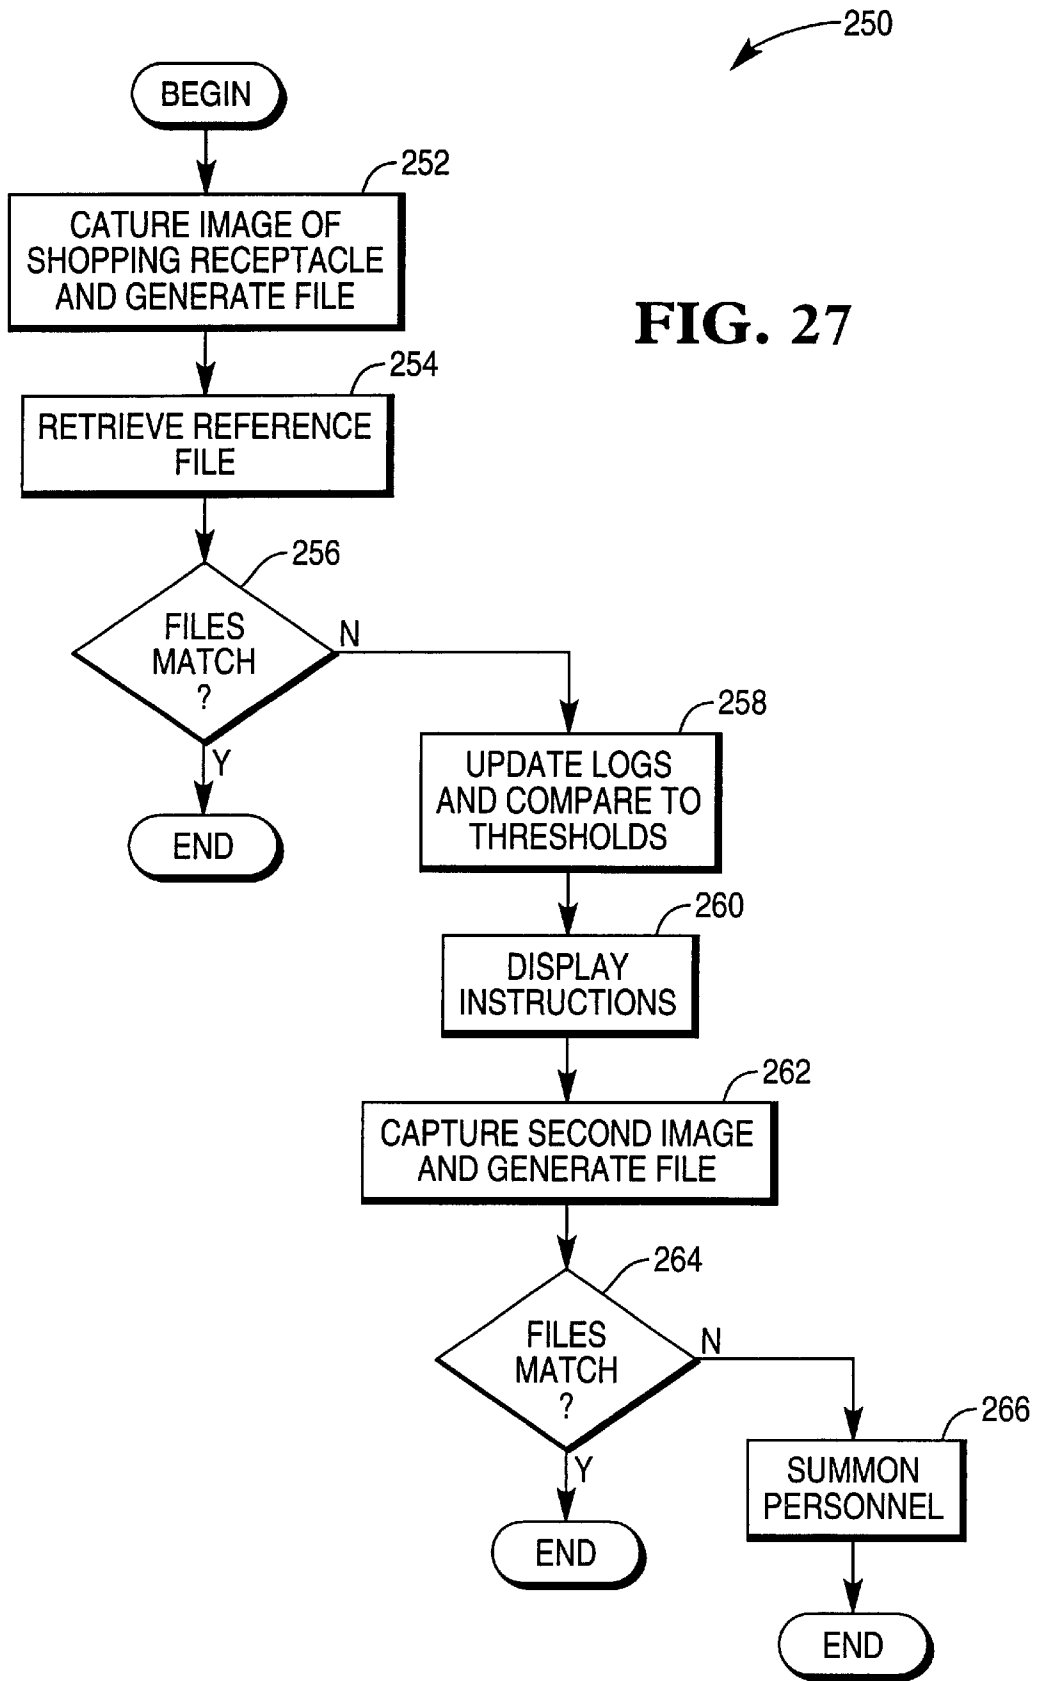 250
BEGIN
252
CATURE IMAGE OF
SHOPPING RECEPTACLE
AND GENERATE FILE
FIG. 27
254
RETRIEVE REFERENCE
FILE
256
FILES
MATCH
?
N
Y
END
258
UPDATE LOGS
AND COMPARE TO
THRESHOLDS
260
DISPLAY
INSTRUCTIONS
262
CAPTURE SECOND IMAGE
AND GENERATE FILE
264
FILES
MATCH
?
N
Y
END
266
SUMMON
PERSONNEL
END